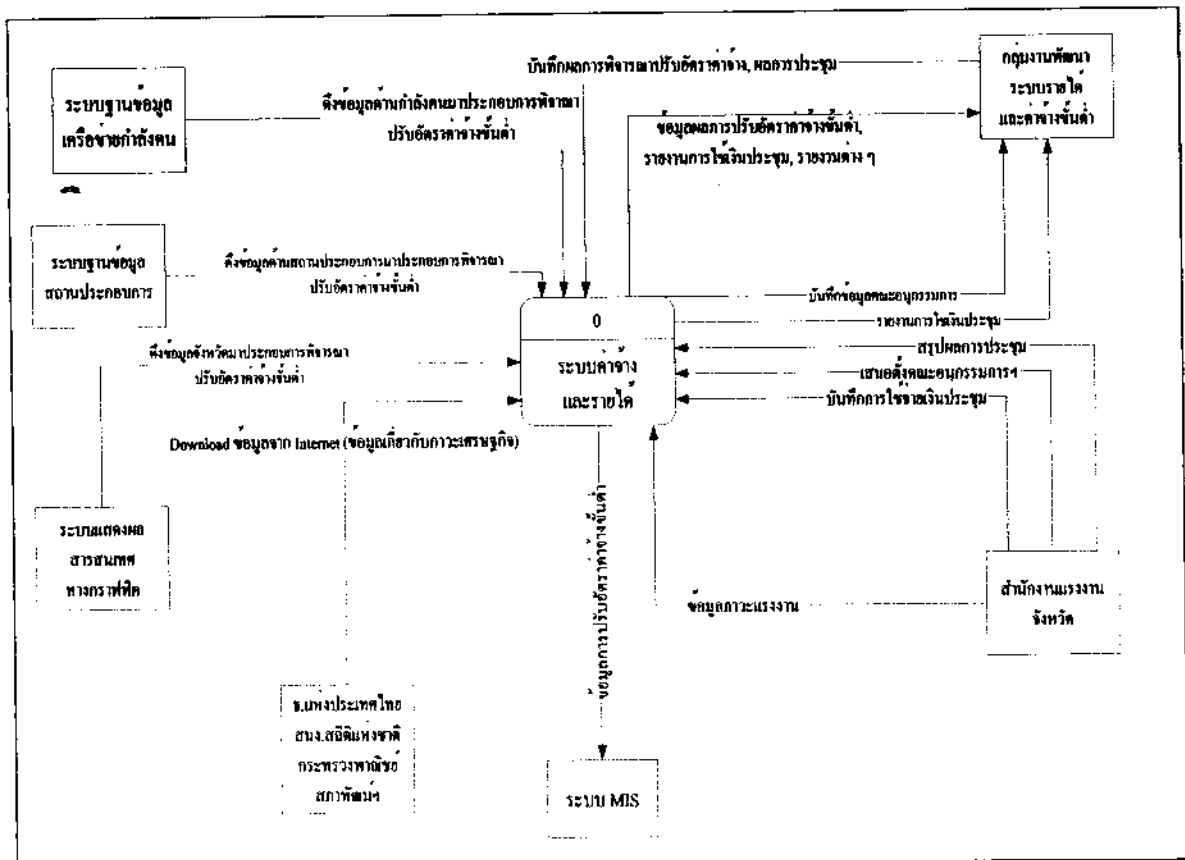 บันทึกผลการพิจารณาปรับอัตราค่าจ้าง, ผลการประชุม
กลุ่มงานพัฒนา
ระบบรายได้
และค่าจ้างขั้นต่ำ
ระบบฐานข้อมูล
เครือข่ายกำลังคน
ดึงข้อมูลด้านกำลังคนมาประกอบการพิจารณา
ปรับอัตราค่าจ้างขั้นต่ำ
ข้อมูลผลการปรับอัตราค่าจ้างขั้นต่ำ,
รายงานการใช้เงินประชุม, รายงานต่าง ๆ
ระบบฐานข้อมูล
สถานประกอบการ
ดึงข้อมูลด้านสถานประกอบการมาประกอบการพิจารณา
ปรับอัตราค่าจ้างขั้นต่ำ
บันทึกข้อมูลคณะอนุกรรมการ
รายงานการใช้เงินประชุม
0
ระบบค่าจ้าง
และรายได้
สรุปผลการประชุม
เสนอตั้งคณะอนุกรรมการฯ
บันทึกการใช้จ่ายเงินประชุม
ดึงข้อมูลจังหวัดมาประกอบการพิจารณา
ปรับอัตราค่าจ้างขั้นต่ำ
Download ข้อมูลจาก Internet (ข้อมูลเกี่ยวกับภาวะเศรษฐกิจ)
ระบบแสดงผล
สารสนเทศ
ทางกราฟฟิค
ข้อมูลการปรับอัตราค่าจ้างขั้นต่ำ
ข้อมูลภาวะแรงงาน
สำนักงานแรงงาน
จังหวัด
ธ.แห่งประเทศไทย
สนง.สถิติแห่งชาติ
กระทรวงพาณิชย์
สภาพัฒน์ฯ
ระบบ MIS